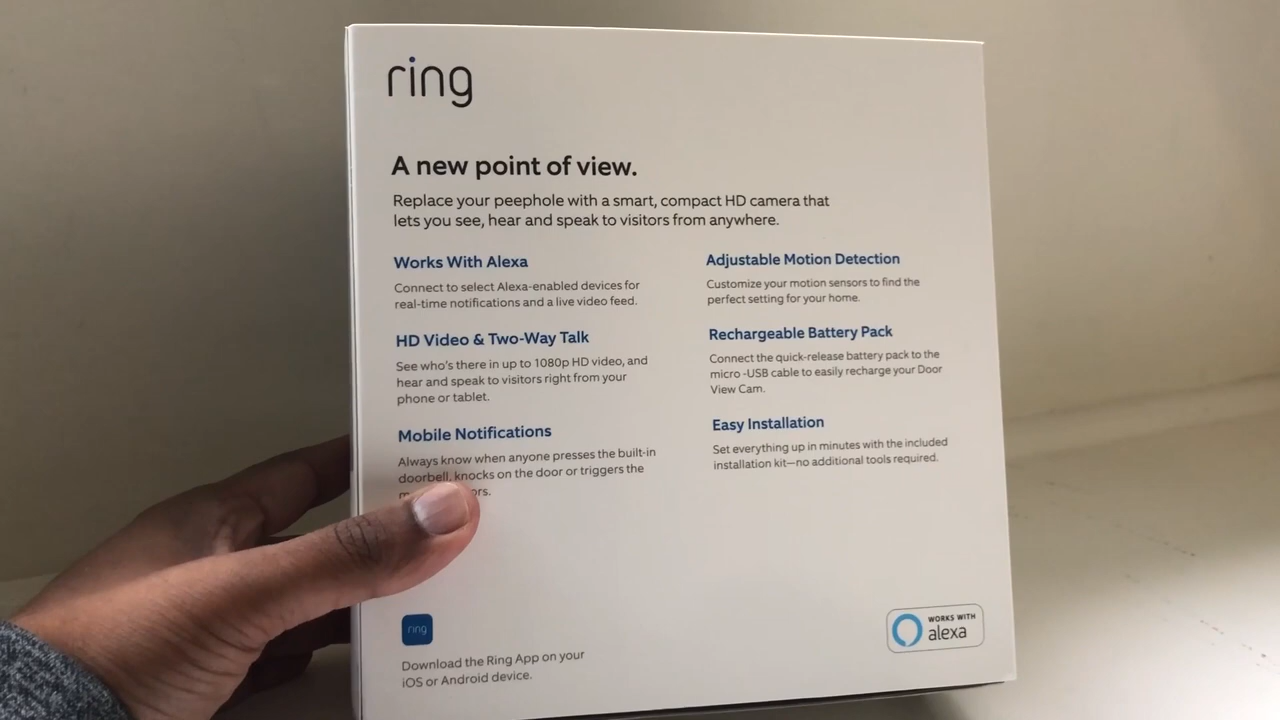 ring
A new point of view.
Replace your peephole with a smart, compact HD camera that
lets you see, hear and speak to visitors from anywhere.
Works With Alexa
Connect to select Alexa-enabled devices for
real-time notifications and a live video feed.
HD Video & Two-Way Talk
See who's there in up to 1080p HD video, and
hear and speak to visitors right from your
phone or tablet.
Mobile Notifications
Always know when anyone presses the built-in
doorbell, knocks on the door or triggers the
Adjustable Motion Detection
Customize your motion sensors to find the
perfect setting for your home.
Rechargeable Battery Pack
Connect the quick-release battery pack to the
micro -USB cable to easily recharge your Door
View Cam.
Easy Installation
Set everything up in minutes with the included
installation kit—no additional tools required.
ring
Download the Ring App on your
iOS or Android device.
WORKS WITH
alexa